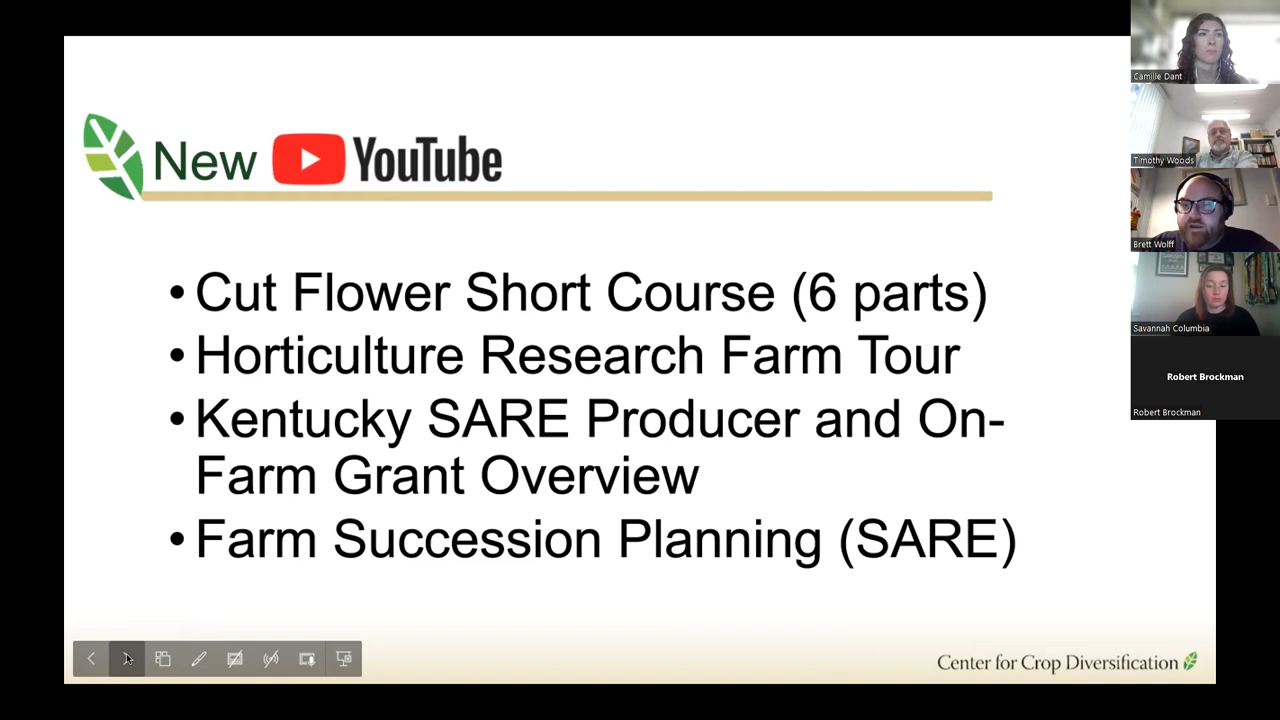 New YouTube
• Cut Flower Short Course (6 parts)
• Horticulture Research Farm Tour
• Kentucky SARE Producer and On-
Farm Grant Overview
• Farm Succession Planning (SARE)
Center for Crop Diversification
Camille Dant
Timothy Woods
Brett Wolff
Savannah Columbia
Robert Brockman
Robert Brockman